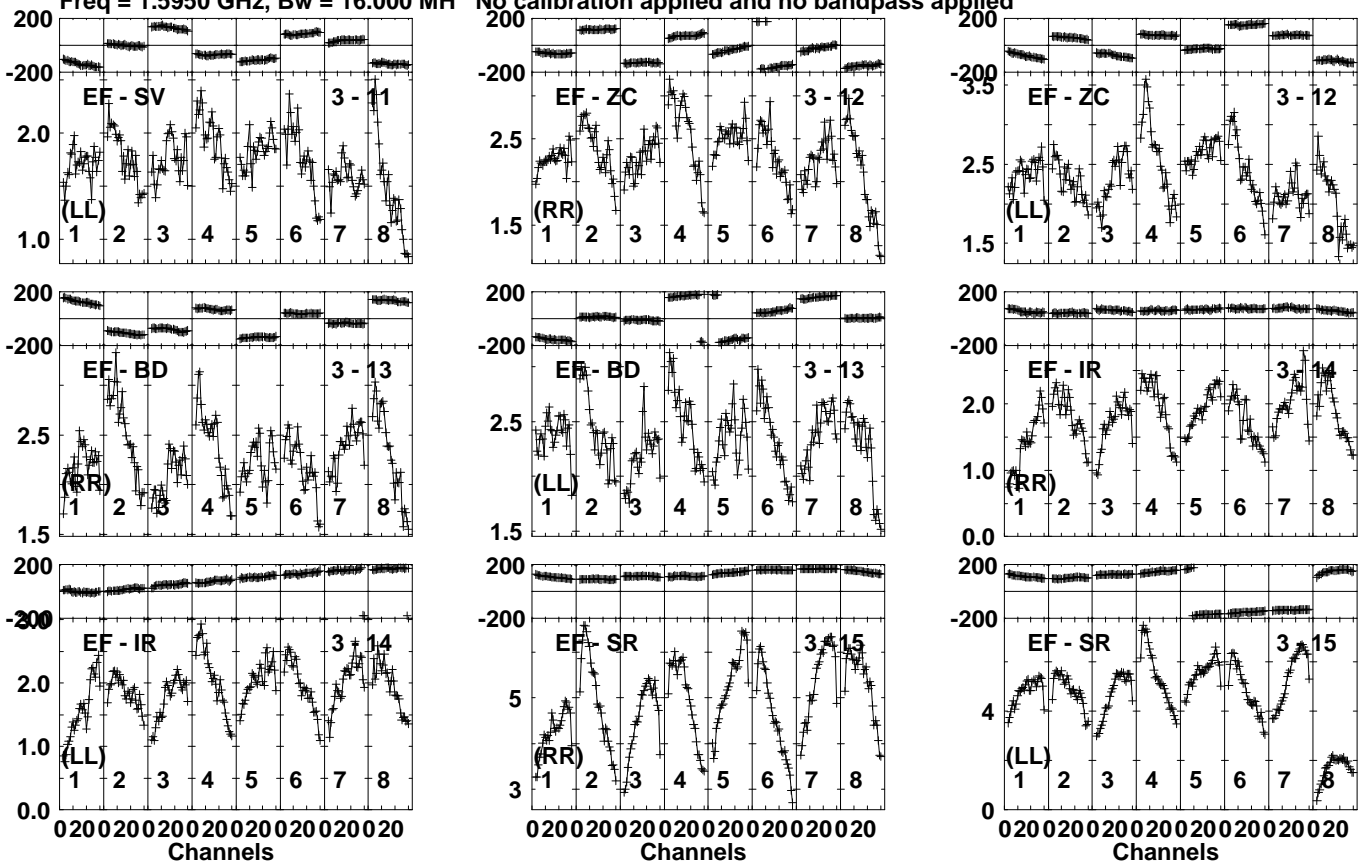 Freq = 1.5950 GHz, Bw = 16.000 MH No calibration applied and no bandpass applied
200 200 200
-200 -200 -200
EF - SV 3 - 11 EF - ZC 3 - 12 3.5 EF - ZC 3 - 12
2.0 2.5 2.5
(LL) (RR) (LL)
1.0 1 2 3 4 5 6 7 8 1.5 1 2 3 4 5 6 7 8 1.5 1 2 3 4 5 6 7 8
200 200 200
-200 -200 -200
EF - BD 3 - 13 EF - BD 3 - 13 EF - IR 3 - 14
2.5 2.5 2.0
1.0
(RR) (LL) (RR)
1 2 3 4 5 6 7 8 1 2 3 4 5 6 7 8 1 2 3 4 5 6 7 8
1.5 1.5 0.0
200 200 200
-200 -200 -200
3.0 EF - IR 3 - 14 EF - SR 3 - 15 EF - SR 3 - 15
2.0 5 4
1.0 (LL) (RR) (LL)
1 2 3 4 5 6 7 8 3 1 2 3 4 5 6 7 8 1 2 3 4 5 6 7 8
0.0 0
0 20 0 20 0 20 0 20 0 20 0 20 0 20 0 20 0 20 0 20 0 20 0 20 0 20 0 20 0 20 0 20 0 20 0 20 0 20 0 20 0 20 0 20 0 20 0 20
Channels Channels Channels